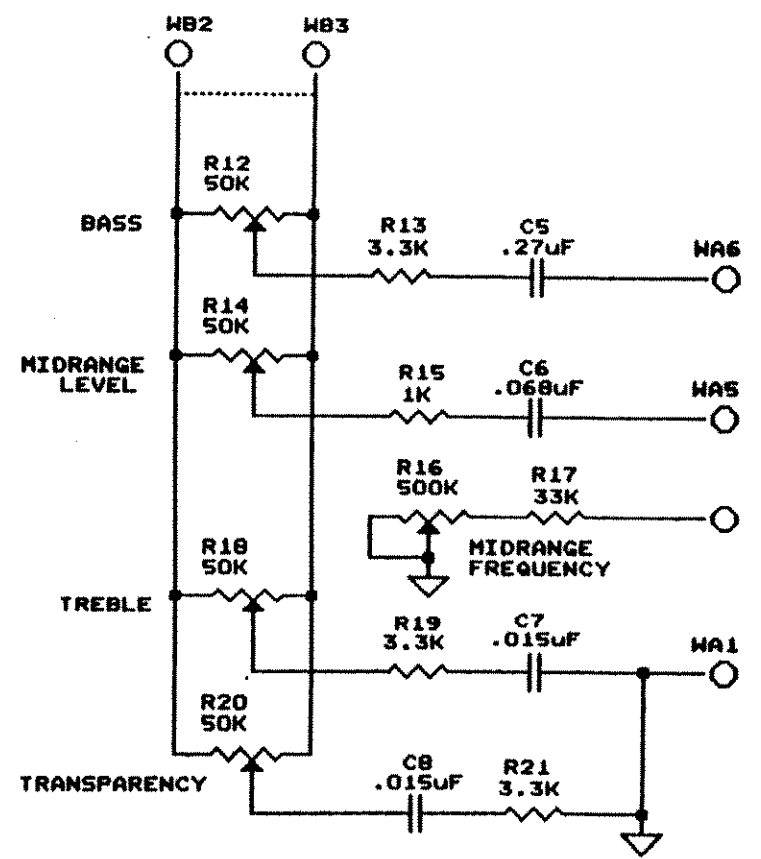 WB2
WB3
R12
50K
BASS
R13
3.3K
C5
.27uF
WA6
R14
50K
MIDRANGE
LEVEL
R15
1K
C6
.068uF
WA5
R16
500K
R17
33K
MIDRANGE
FREQUENCY
R18
50K
TREBLE
R19
3.3K
C7
.015uF
WA1
R20
50K
TRANSPARENCY
C8
.015uF
R21
3.3K